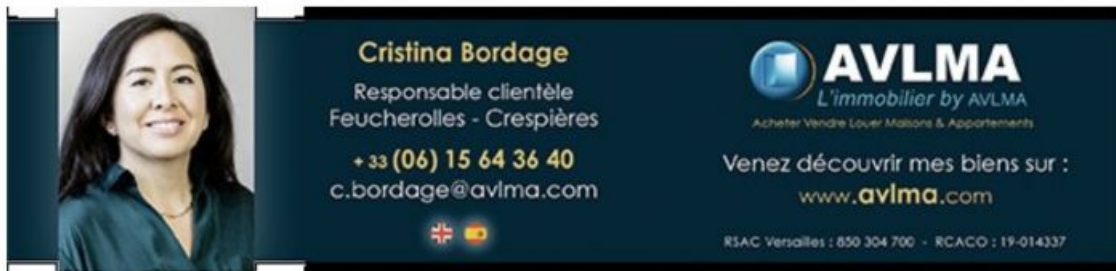 Cristina Bordage
Responsable clientèle
Feucherolles - Crespières
+ 33 (06) 15 64 36 40
c.bordage@avlma.com
AVLMA
L'immobilier by AVLMA
Acheter Vendre Louer Maisons & Appartements
Venez découvrir mes biens sur :
www.avlma.com
RSAC Versailles : 850 304 700 - RCACO : 19-014337